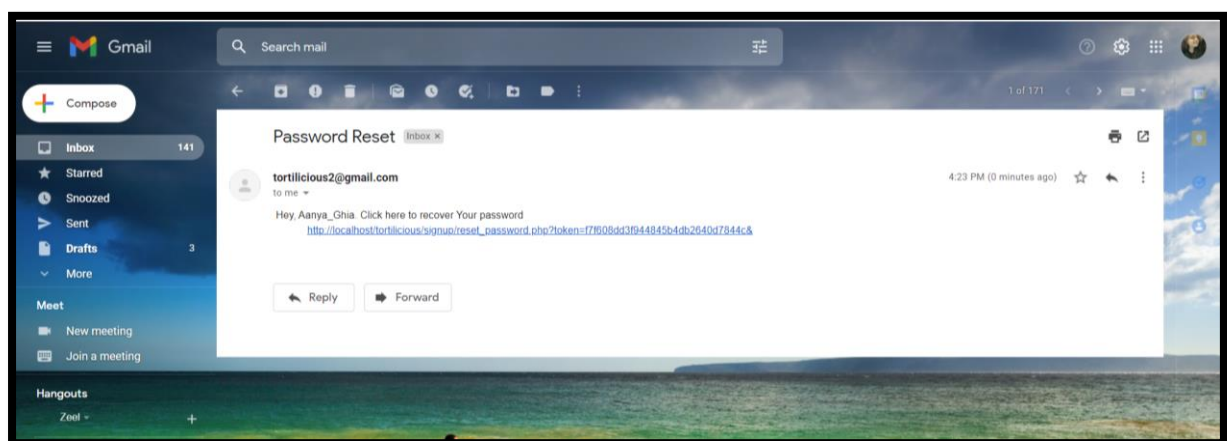 Gmail
Search mail
Compose
1 of 171
Inbox 141
Starred
Snoozed
Sent
Drafts 3
More
Meet
New meeting
Join a meeting
Hangouts
Zeel
Password Reset Inbox ×
tortilicious2@gmail.com 4:23 PM (0 minutes ago)
to me
Hey, Aanya_Ghia. Click here to recover Your password
http://localhost/tortilicious/signup/reset_password.php?token=f7f608dd3f944845b4db2640d7844c&
Reply Forward